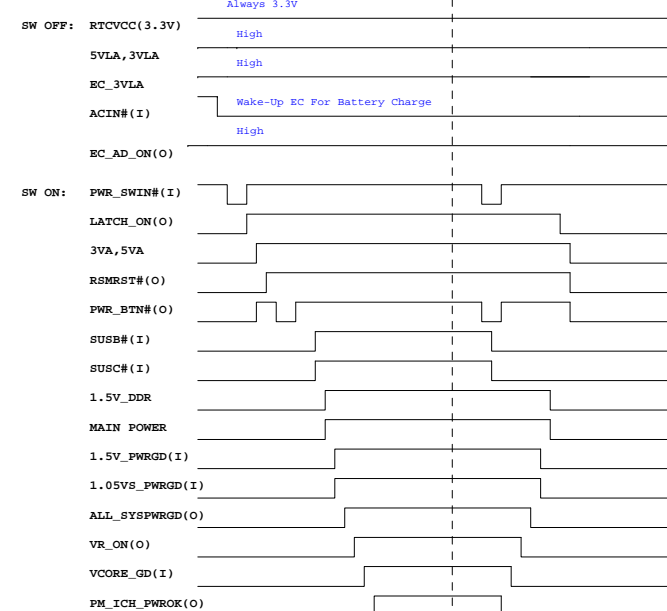 Always 3.3V
SW OFF: RTCVCC(3.3V)
High
5VLA,3VLA
High
EC_3VLA
Wake-Up EC For Battery Charge
ACIN#(I)
High
EC_AD_ON(O)
SW ON: PWR_SWIN#(I)
LATCH_ON(O)
3VA,5VA
RSMRST#(O)
PWR_BTN#(O)
SUSB#(I)
SUSC#(I)
1.5V_DDR
MAIN POWER
1.5V_PWRGD(I)
1.05VS_PWRGD(I)
ALL_SYSPWRGD(O)
VR_ON(O)
VCORE_GD(I)
PM_ICH_PWROK(O)